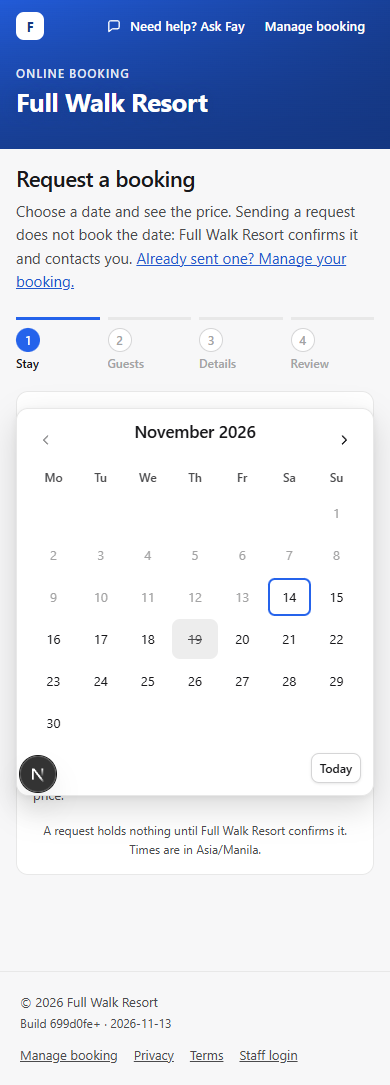 F
Need help? Ask Fay
Manage booking
ONLINE BOOKING
Full Walk Resort
Request a booking
Choose a date and see the price. Sending a request
does not book the date: Full Walk Resort confirms it
and contacts you. Already sent one? Manage your
booking.
1 2 3 4
Stay Guests Details Review
November 2026
Mo Tu We Th Fr Sa Su
1
2 3 4 5 6 7 8
9 10 11 12 13 14 15
16 17 18 19 20 21 22
23 24 25 26 27 28 29
30
N
Today
price.
A request holds nothing until Full Walk Resort confirms it.
Times are in Asia/Manila.
© 2026 Full Walk Resort
Build 699d0fe+ · 2026-11-13
Manage booking Privacy Terms Staff login